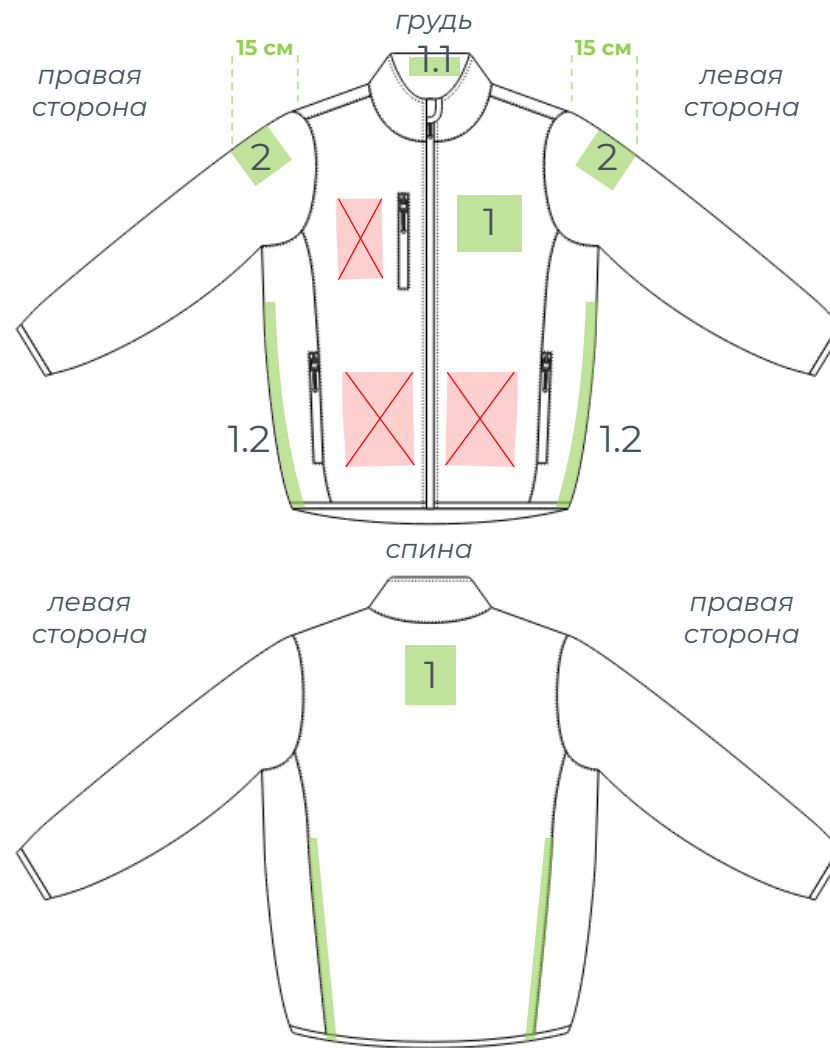 грудь
15 см
1.1
15 см
правая
сторона
левая
сторона
2
2
1
1.2
1.2
спина
левая
сторона
правая
сторона
1